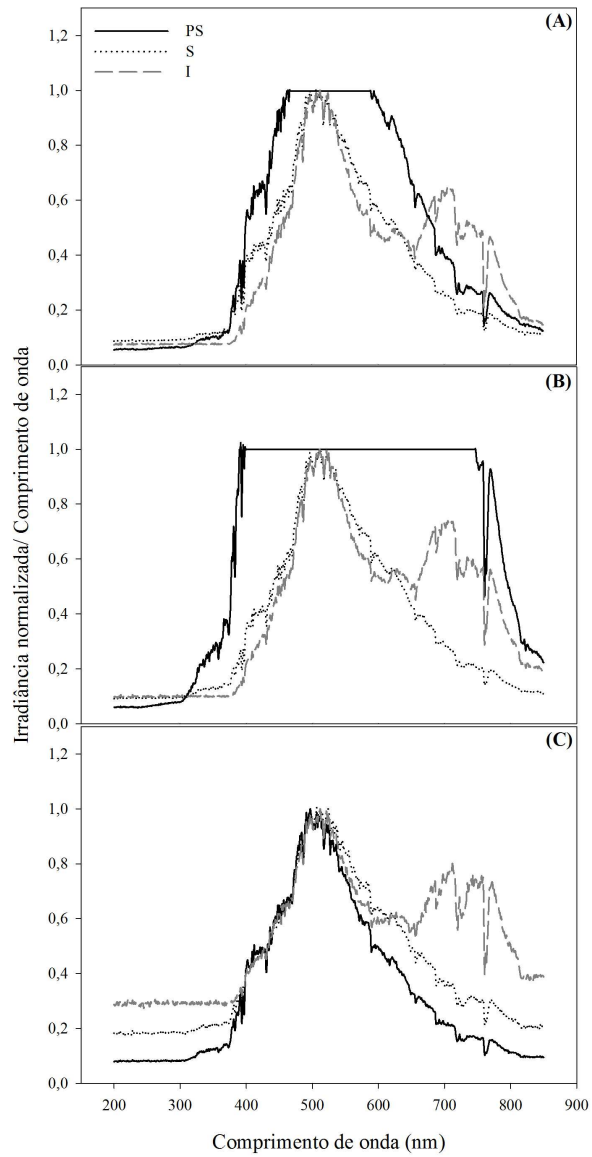 (A)
PS
S
I
1,2
1,0
0,8
0,6
0,4
0,2
0,0
(B)
1,2
1,0
0,8
0,6
0,4
0,2
0,0
(C)
1,2
1,0
0,8
0,6
0,4
0,2
0,0
Irradiância normalizada/ Comprimento de onda
200 300 400 500 600 700 800 900
Comprimento de onda (nm)